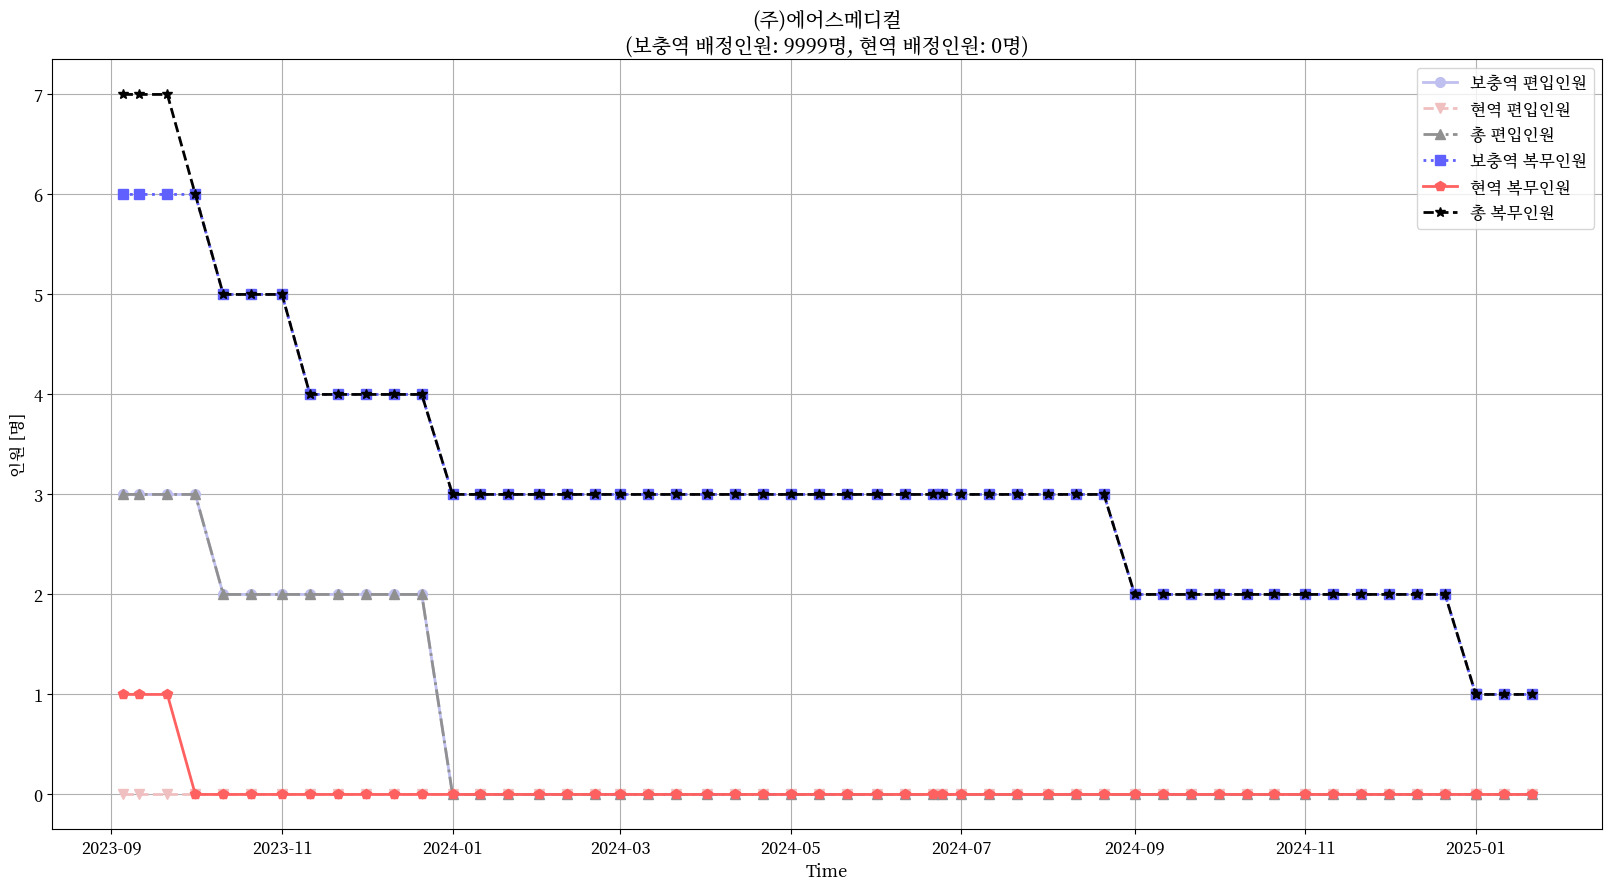 (주)에어스메디컬
(보충역 배정인원: 9999명, 현역 배정인원: 0명)
보충역 편입인원
현역 편입인원
총 편입인원
보충역 복무인원
현역 복무인원
총 복무인원
인원 [명]
7
6
5
4
3
2
1
0
2023-09
2023-11
2024-01
2024-03
2024-05
2024-07
2024-09
2024-11
2025-01
Time